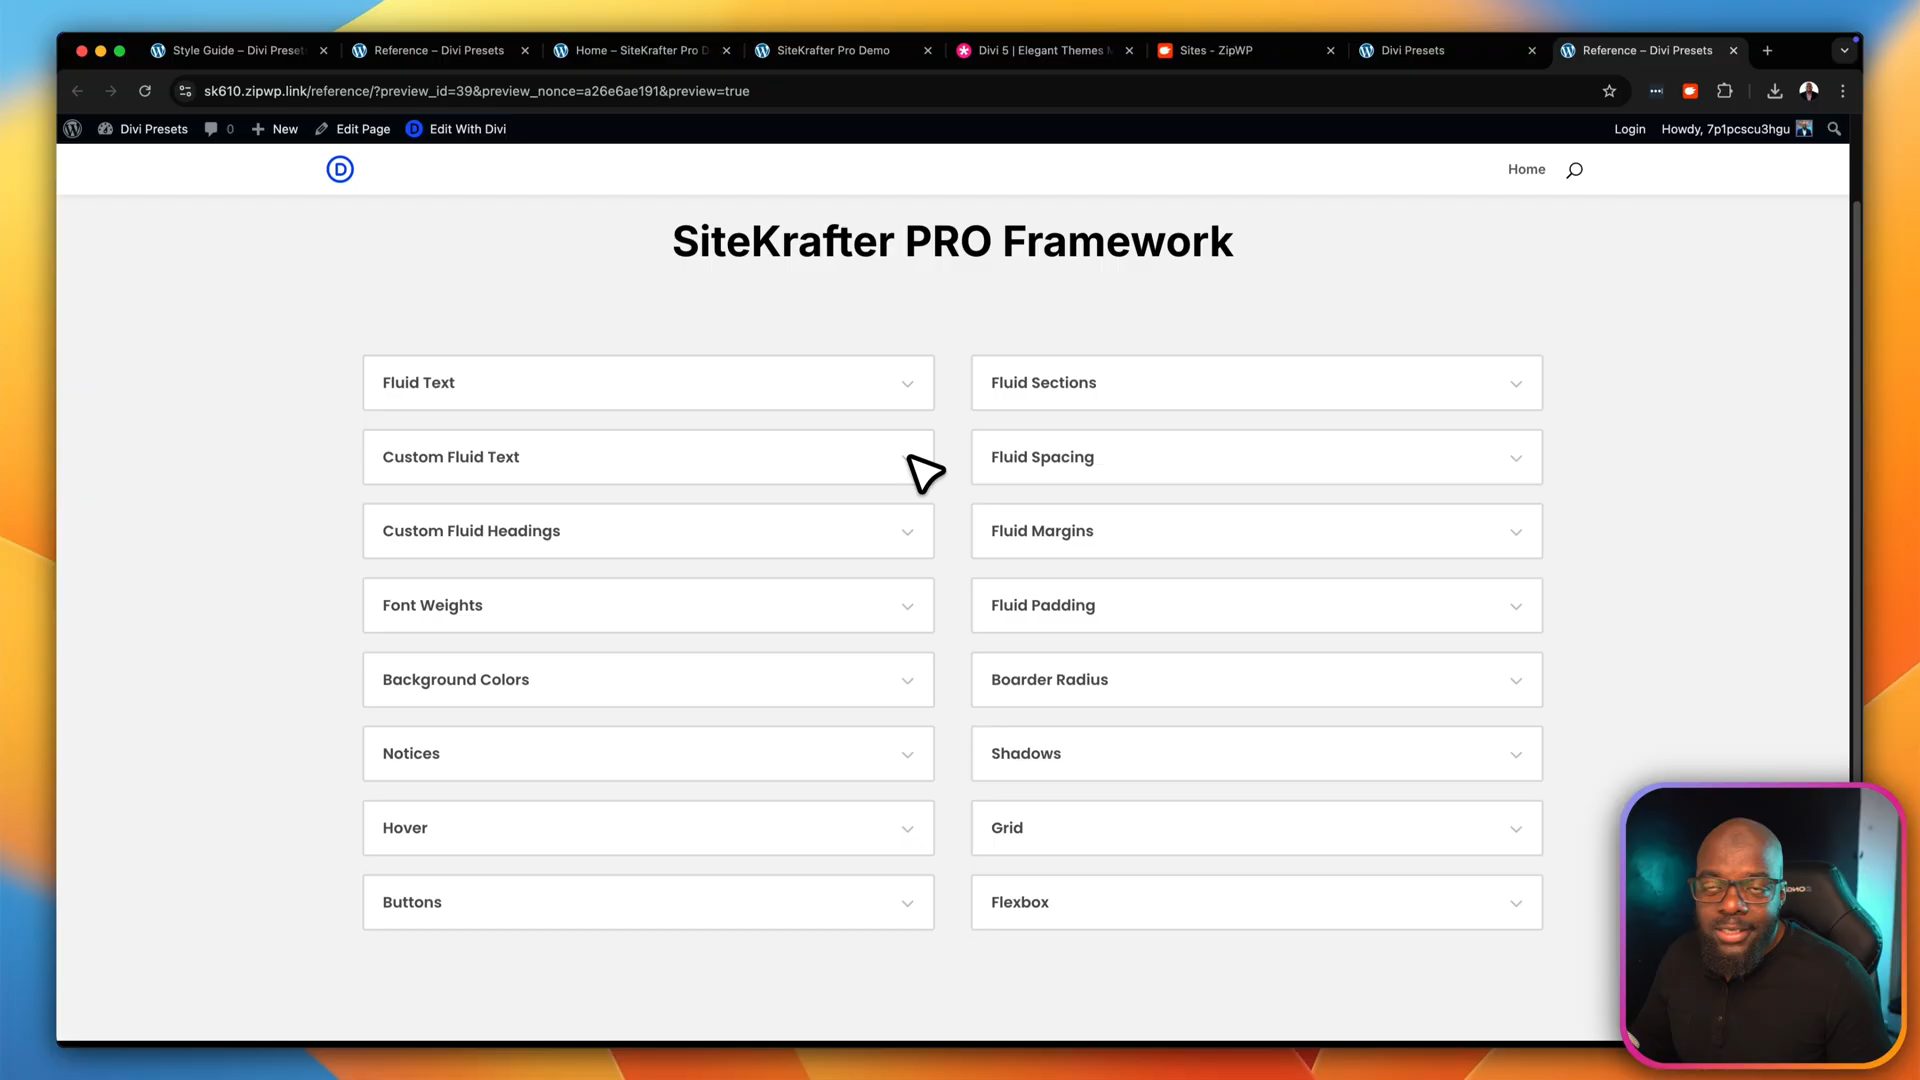 Style Guide – Divi Preset
Reference – Divi Presets
Home – SiteKrafter Pro D
SiteKrafter Pro Demo
Divi 5 | Elegant Themes
Sites - ZipWP
Divi Presets
Reference – Divi Presets
sk610.zipwp.link/reference/?preview_id=39&preview_nonce=a26e6ae191&preview=true
Divi Presets
0
New
Edit Page
D
Edit With Divi
Login
Howdy, 7p1pcscu3hgu
D
Home
SiteKrafter PRO Framework
Fluid Text
Fluid Sections
Custom Fluid Text
Fluid Spacing
Custom Fluid Headings
Fluid Margins
Font Weights
Fluid Padding
Background Colors
Boarder Radius
Notices
Shadows
Hover
Grid
Buttons
Flexbox